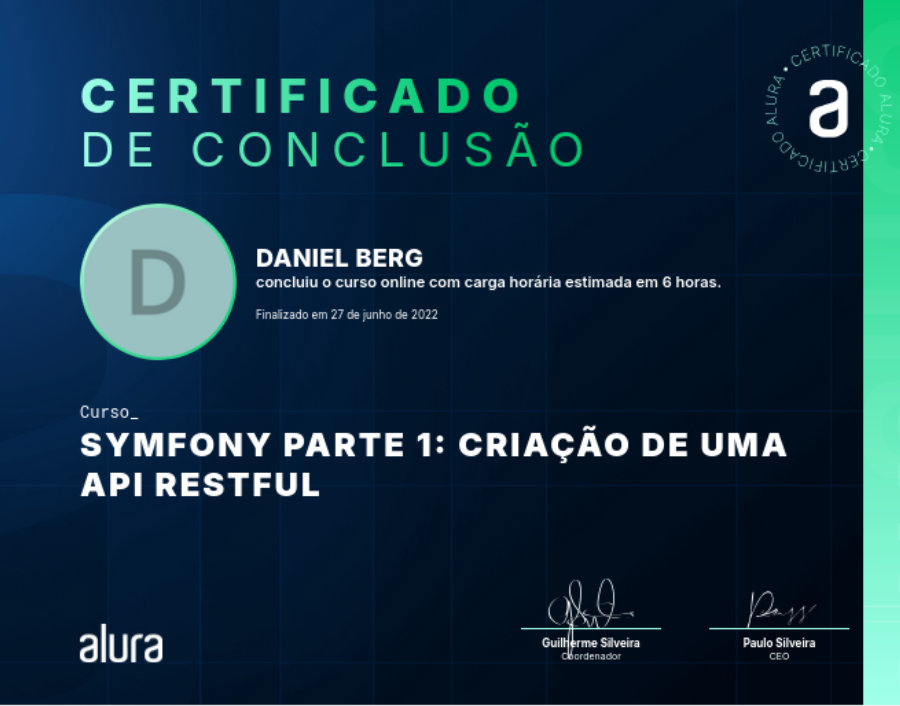 CERTIFICADO
DE CONCLUSÃO
• CERTIFICADO ALURA • CERTIFICADO ALURA
a
D
DANIEL BERG
concluiu o curso online com carga horária estimada em 6 horas.
Finalizado em 27 de junho de 2022
Curso_
SYMFONY PARTE 1: CRIAÇÃO DE UMA
API RESTFUL
alura
Guilherme Silveira
Coordenador
Paulo Silveira
CEO